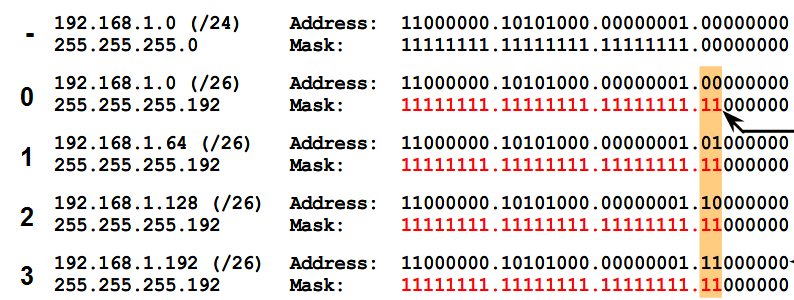 - 192.168.1.0 (/24) Address: 11000000.10101000.00000001.00000000
255.255.255.0 Mask: 11111111.11111111.11111111.00000000
0 192.168.1.0 (/26) Address: 11000000.10101000.00000001.00000000
255.255.255.192 Mask: 11111111.11111111.11111111.11000000
1 192.168.1.64 (/26) Address: 11000000.10101000.00000001.01000000
255.255.255.192 Mask: 11111111.11111111.11111111.11000000
2 192.168.1.128 (/26) Address: 11000000.10101000.00000001.10000000
255.255.255.192 Mask: 11111111.11111111.11111111.11000000
3 192.168.1.192 (/26) Address: 11000000.10101000.00000001.11000000
255.255.255.192 Mask: 11111111.11111111.11111111.11000000